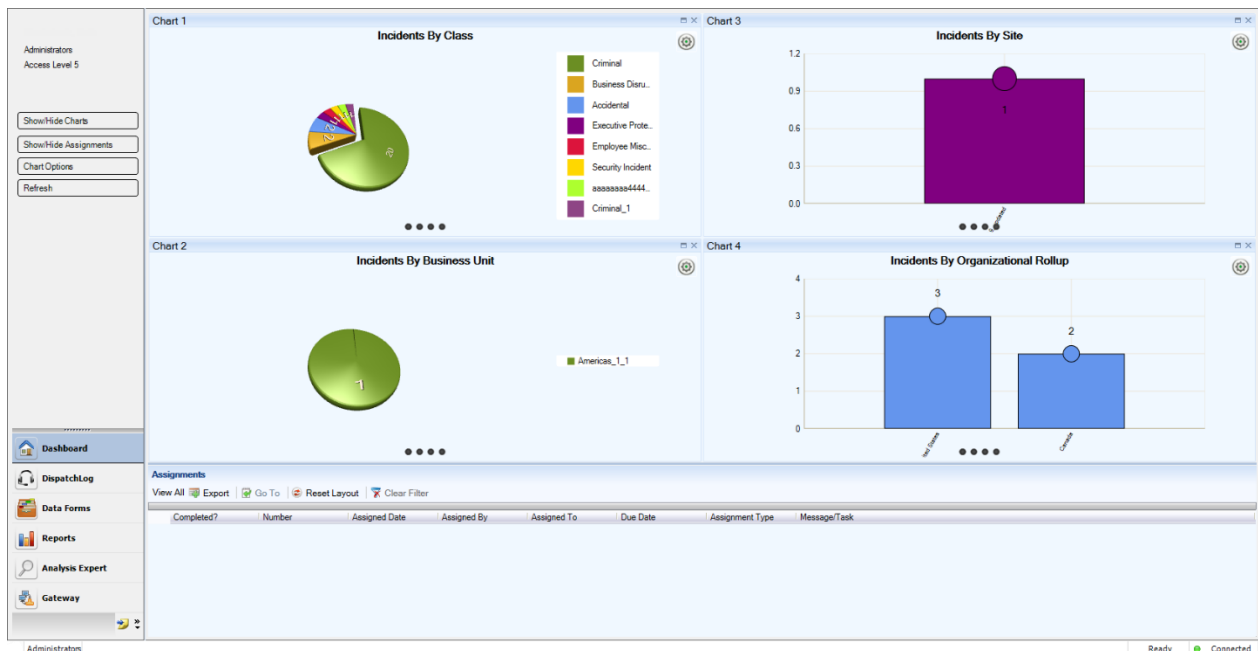 Administrators
Access Level 5
Show/Hide Charts
Show/Hide Assignments
Chart Options
Refresh
Dashboard
DispatchLog
Data Forms
Reports
Analysis Expert
Gateway
Chart 1
Incidents By Class
Criminal
Business Disru..
Accidental
Executive Prote..
Employee Misc..
Security Incident
aaaaaaaa4444..
Criminal_1
Chart 3
Incidents By Site
1.2
0.9
0.6
0.3
0.0
1
Chart 2
Incidents By Business Unit
7
Americas_1_1
Chart 4
Incidents By Organizational Rollup
4
3
2
1
0
3
2
States
Canada
Assignments
View All Export Go To Reset Layout Clear Filter
Completed? Number Assigned Date Assigned By Assigned To Due Date Assignment Type Message/Task
Administrators Ready Connected